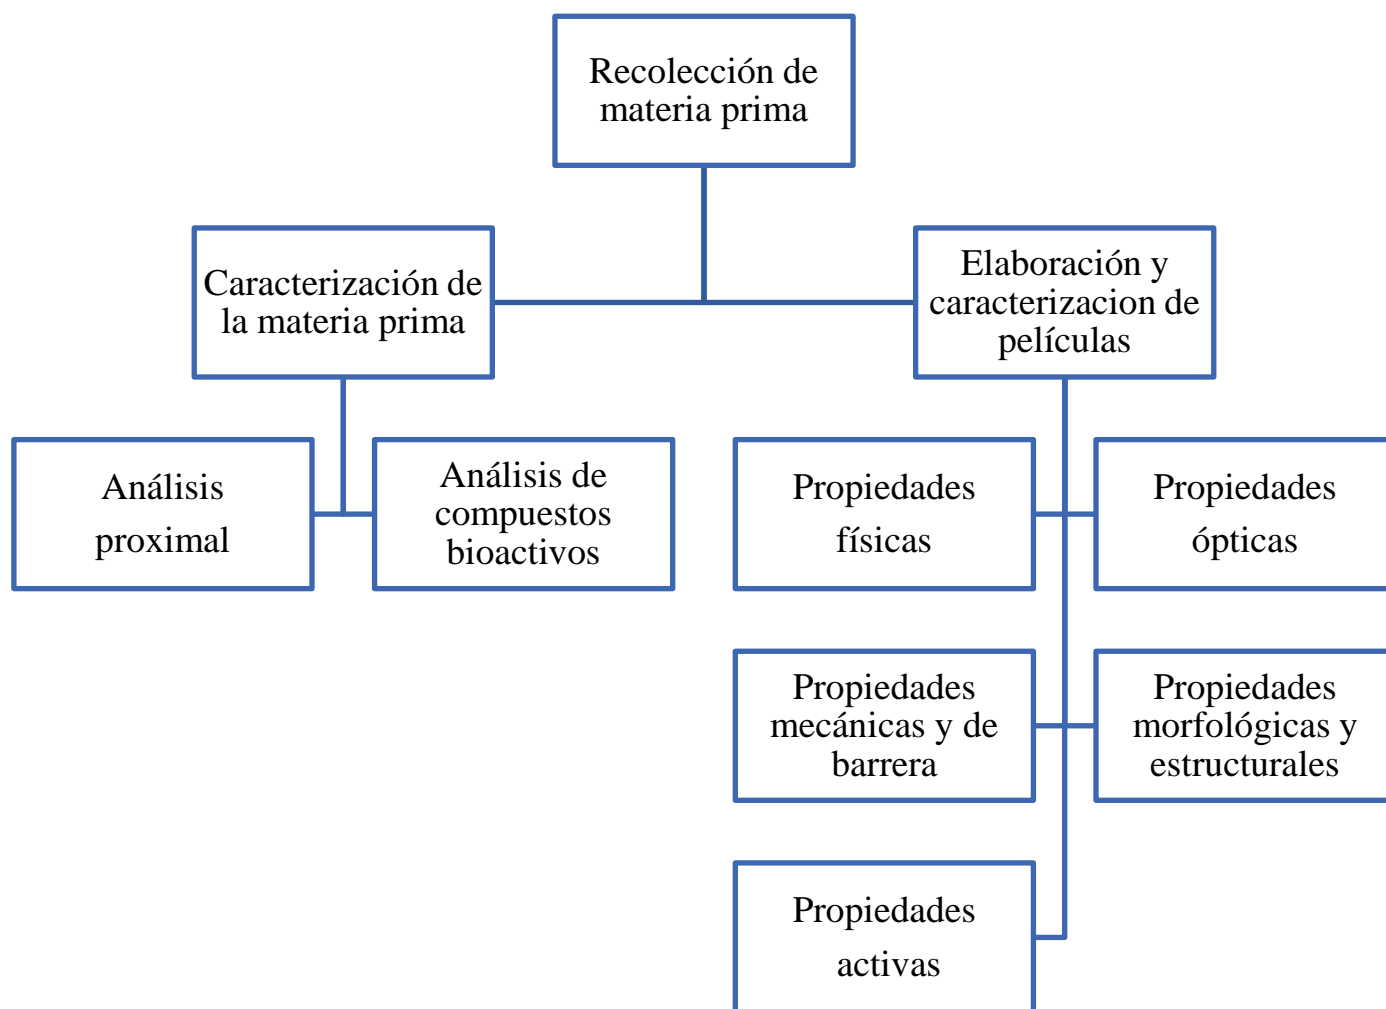 Recolección de
materia prima
Caracterización de
la materia prima
Elaboración y
caracterizacion de
películas
Análisis
proximal
Análisis de
compuestos
bioactivos
Propiedades
físicas
Propiedades
ópticas
Propiedades
mecánicas y de
barrera
Propiedades
morfológicas y
estructurales
Propiedades
activas